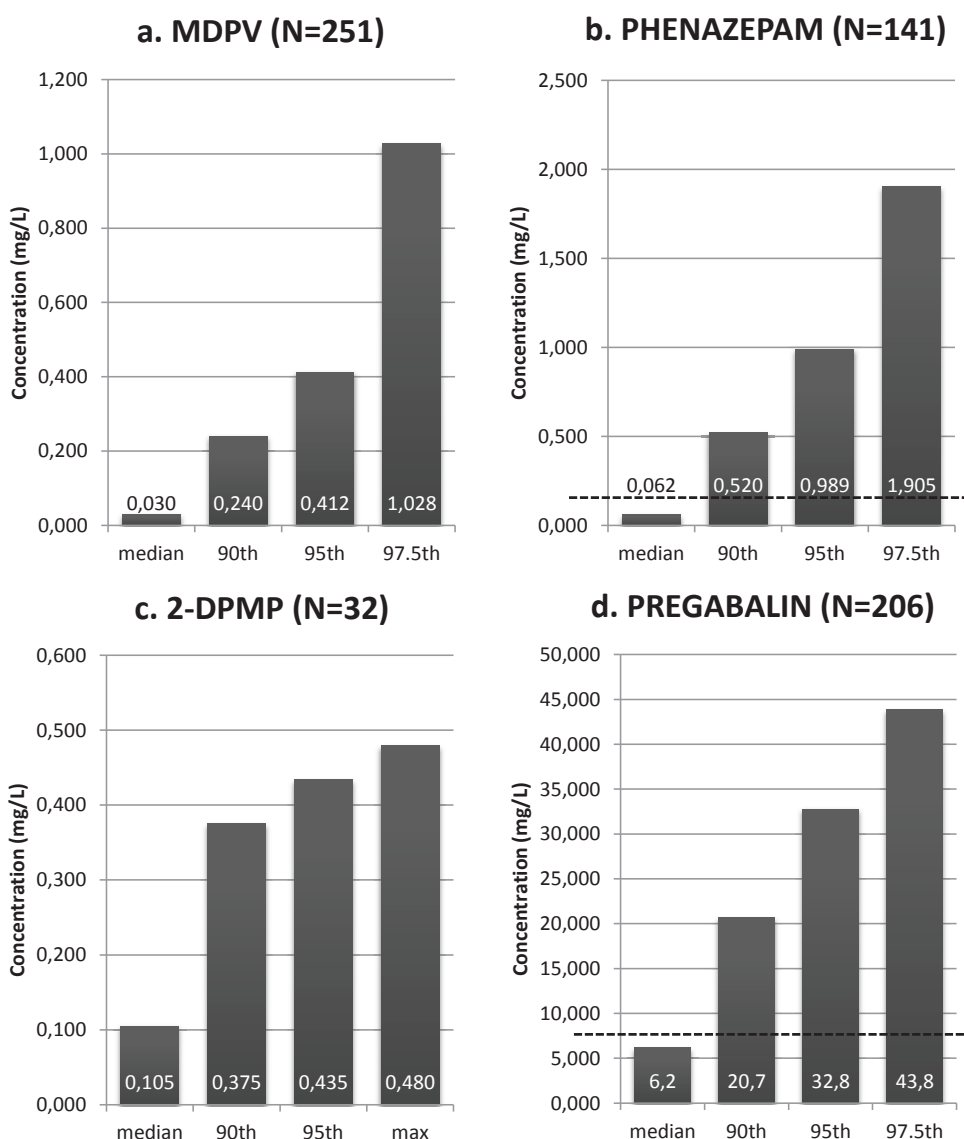 a. MDPV (N=251)
1,200
1,000
0,800
0,600
0,400
0,200
0,000
Concentration (mg/L)
0,030
0,240
0,412
1,028
median
90th
95th
97.5th
b. PHENAZEPAM (N=141)
2,500
2,000
1,500
1,000
0,500
0,000
Concentration (mg/L)
0,062
0,520
0,989
1,905
median
90th
95th
97.5th
c. 2-DPMP (N=32)
0,600
0,500
0,400
0,300
0,200
0,100
0,000
Concentration (mg/L)
0,105
0,375
0,435
0,480
median
90th
95th
max
d. PREGABALIN (N=206)
50,000
45,000
40,000
35,000
30,000
25,000
20,000
15,000
10,000
5,000
0,000
Concentration (mg/L)
6,2
20,7
32,8
43,8
median
90th
95th
97.5th